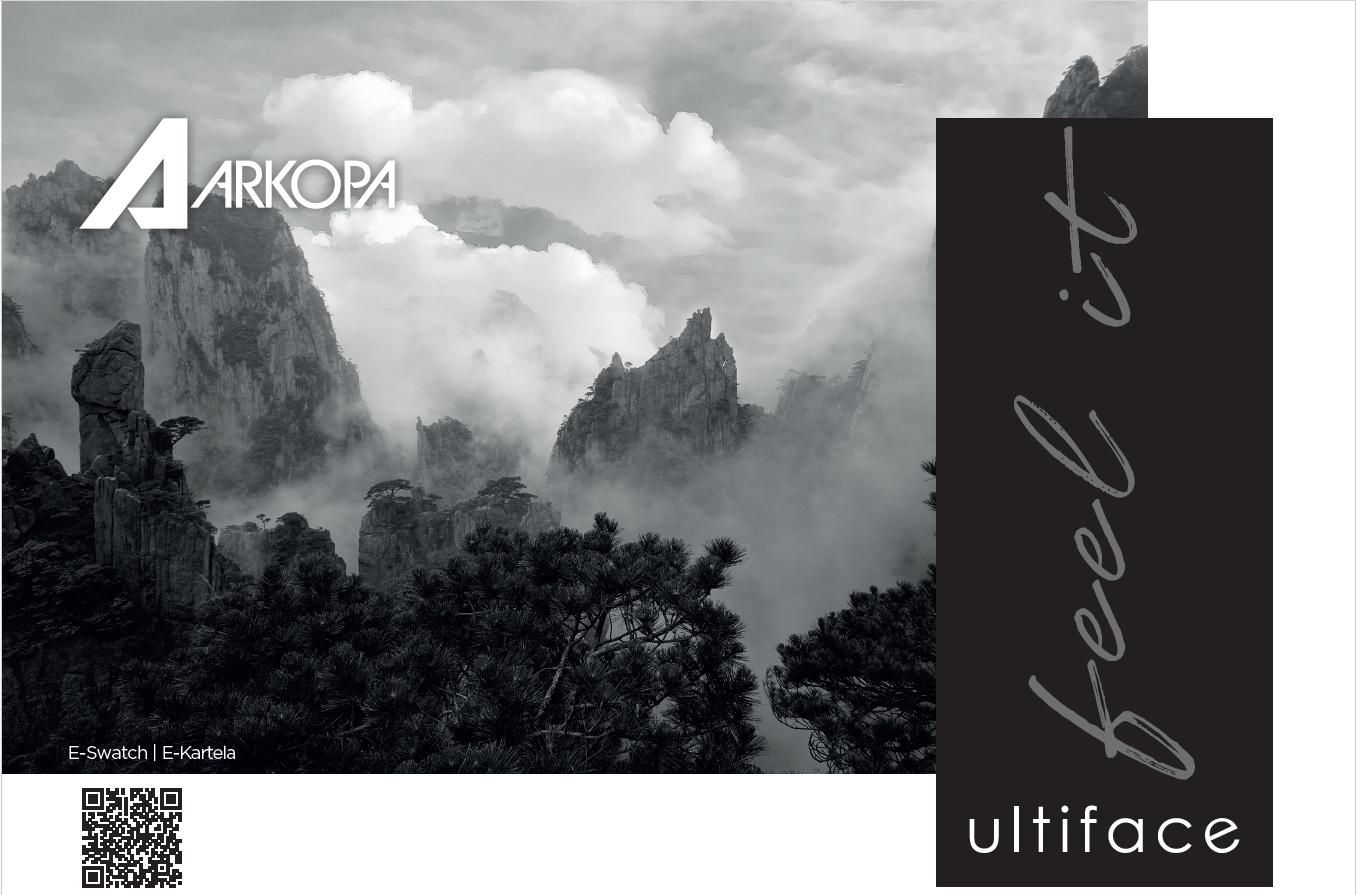 ARKOPA
feel it
E-Swatch | E-Kartela
ultiface